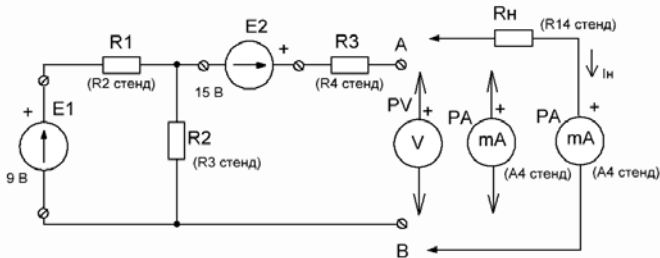 R1
(R2 стенд)
E2
+
15 В
R3
(R4 стенд)
A
Rн
(R14 стенд)
Iн
+
E1
9 В
R2
(R3 стенд)
PV
+
V
PA
+
mA
(A4 стенд)
PA
+
mA
(A4 стенд)
B